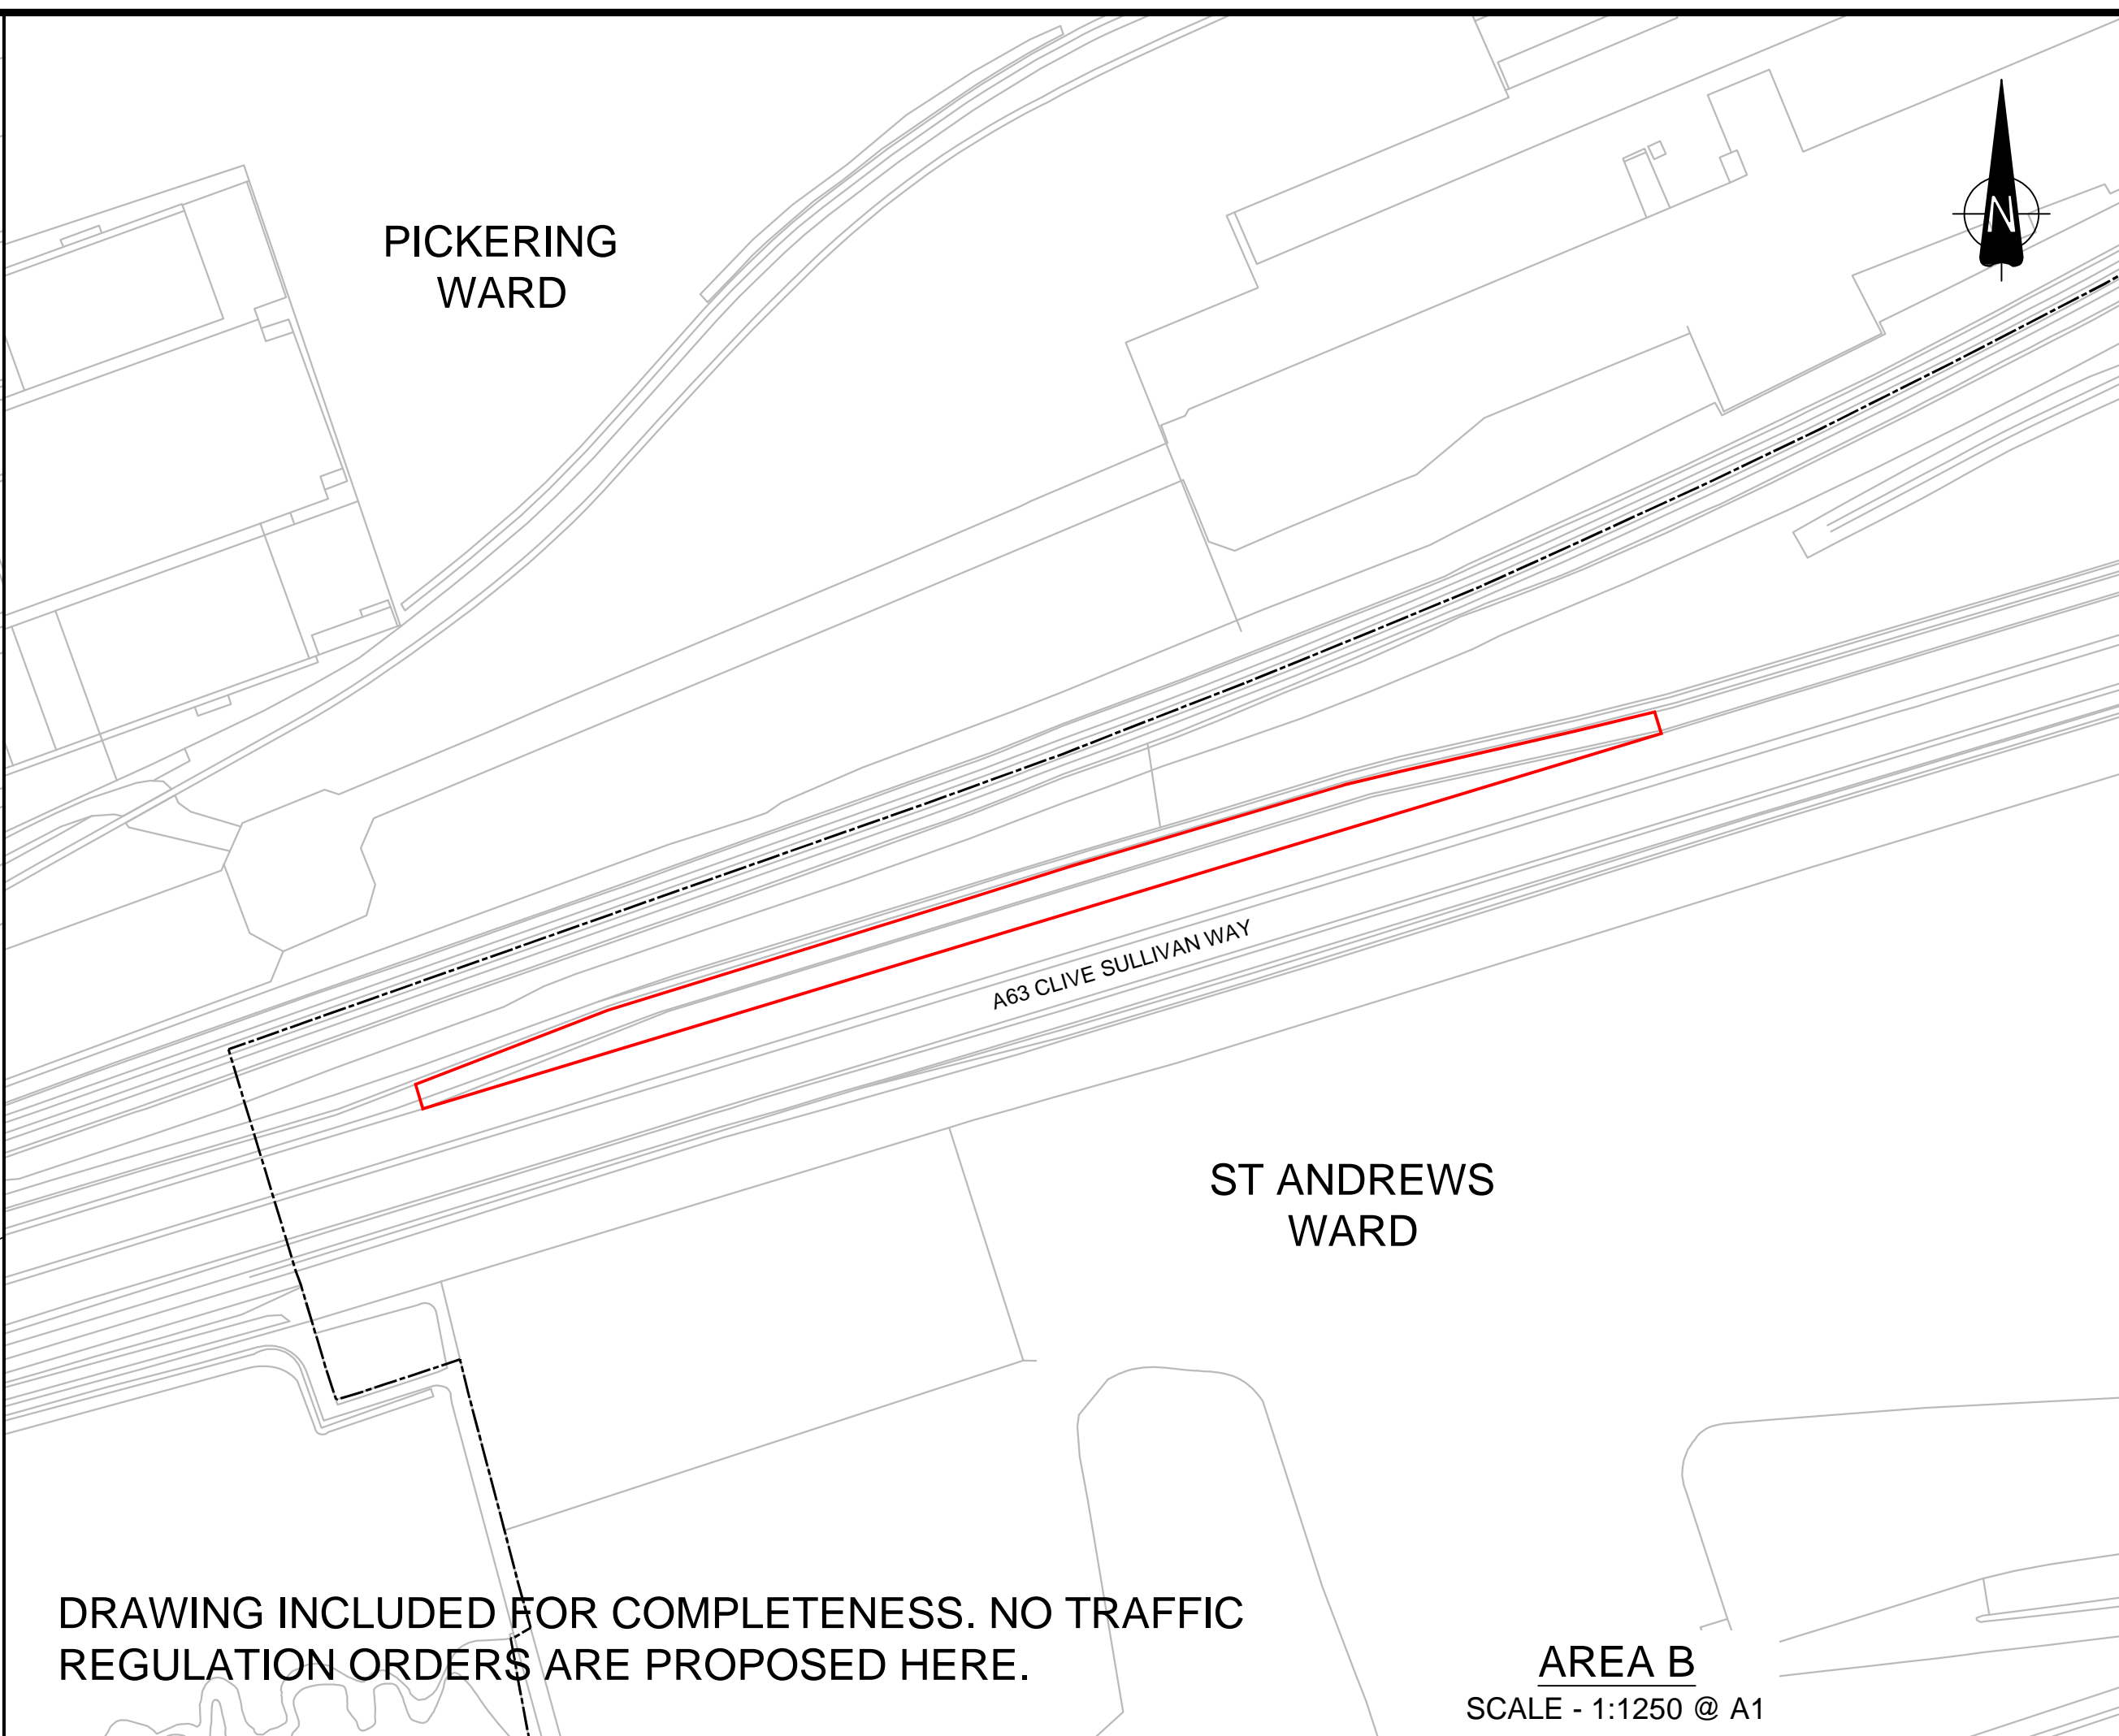 PICKERING
WARD
N
A63 CLIVE SULLIVAN WAY
ST ANDREWS
WARD
DRAWING INCLUDED FOR COMPLETENESS. NO TRAFFIC
REGULATION ORDERS ARE PROPOSED HERE.
AREA B
SCALE - 1:1250 @ A1